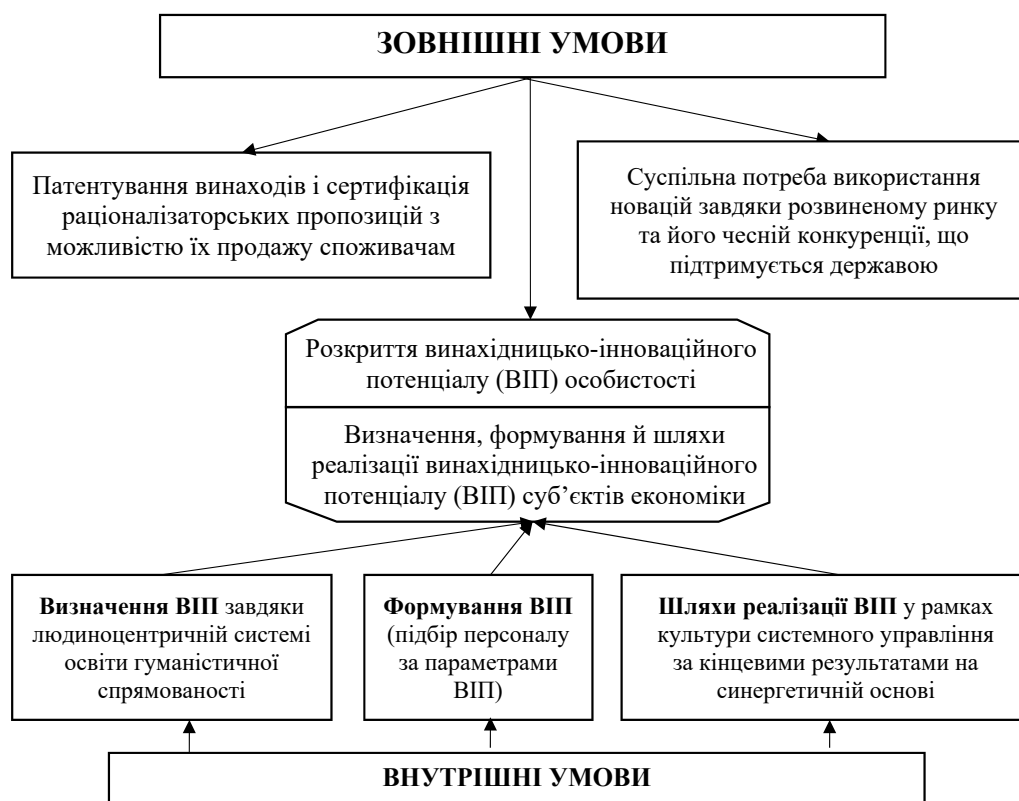 ЗОВНІШНІ УМОВИ
Патентування винаходів і сертифікація
раціоналізаторських пропозицій з
можливістю їх продажу споживачам
Суспільна потреба використання
новацій завдяки розвиненому ринку
та його чесній конкуренції, що
підтримується державою
Розкриття винахідницько-інноваційного
потенціалу (ВІП) особистості
Визначення, формування й шляхи
реалізації винахідницько-інноваційного
потенціалу (ВІП) суб’єктів економіки
Визначення ВІП завдяки
людиноцентричній системі
освіти гуманістичної
спрямованості
Формування ВІП
(підбір персоналу
за параметрами
ВІП)
Шляхи реалізації ВІП у рамках
культури системного управління
за кінцевими результатами на
синергетичній основі
ВНУТРІШНІ УМОВИ